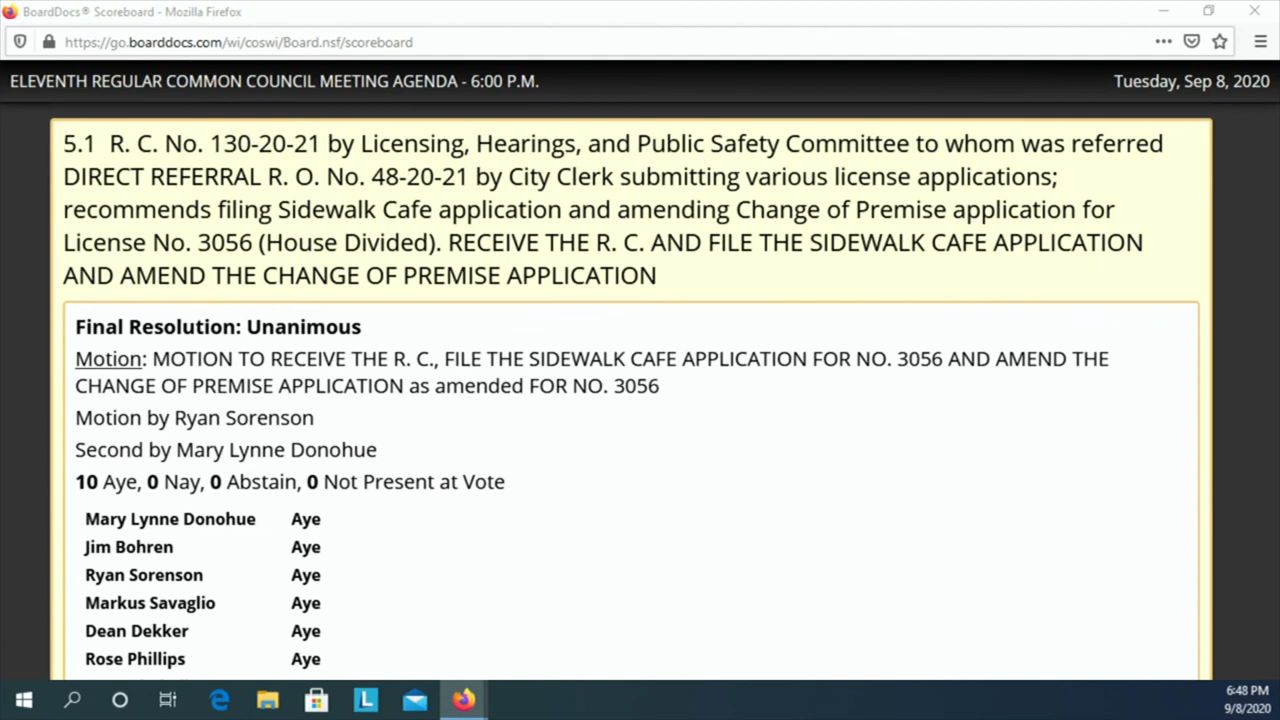 BoardDocs® Scoreboard - Mozilla Firefox
https://go.boarddocs.com/wi/coswi/Board.nsf/scoreboard
ELEVENTH REGULAR COMMON COUNCIL MEETING AGENDA - 6:00 P.M. Tuesday, Sep 8, 2020
5.1 R. C. No. 130-20-21 by Licensing, Hearings, and Public Safety Committee to whom was referred
DIRECT REFERRAL R. O. No. 48-20-21 by City Clerk submitting various license applications;
recommends filing Sidewalk Cafe application and amending Change of Premise application for
License No. 3056 (House Divided). RECEIVE THE R. C. AND FILE THE SIDEWALK CAFE APPLICATION
AND AMEND THE CHANGE OF PREMISE APPLICATION
Final Resolution: Unanimous
Motion: MOTION TO RECEIVE THE R. C., FILE THE SIDEWALK CAFE APPLICATION FOR NO. 3056 AND AMEND THE
CHANGE OF PREMISE APPLICATION as amended FOR NO. 3056
Motion by Ryan Sorenson
Second by Mary Lynne Donohue
10 Aye, 0 Nay, 0 Abstain, 0 Not Present at Vote
Mary Lynne Donohue Aye
Jim Bohren Aye
Ryan Sorenson Aye
Markus Savaglio Aye
Dean Dekker Aye
Rose Phillips Aye
L
6:48 PM
9/8/2020